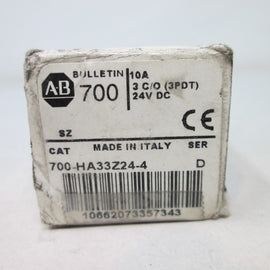 AB
BULLETIN
700
10A
3 C/O (3PDT)
24V DC
SZ
CE
CAT MADE IN ITALY SER
700-HA33Z24-4 D
10662073357343